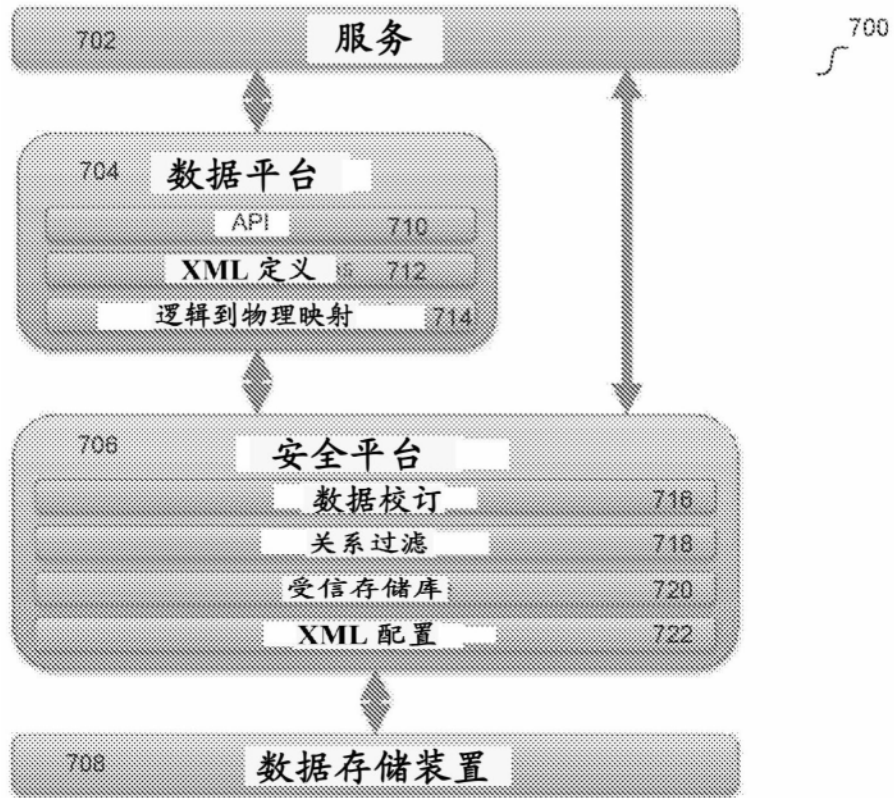 700
702 服务
704 数据平台
API 710
XML 定义 712
逻辑到物理映射 714
706 安全平台
数据校订 716
关系过滤 718
受信存储库 720
XML 配置 722
708 数据存储装置